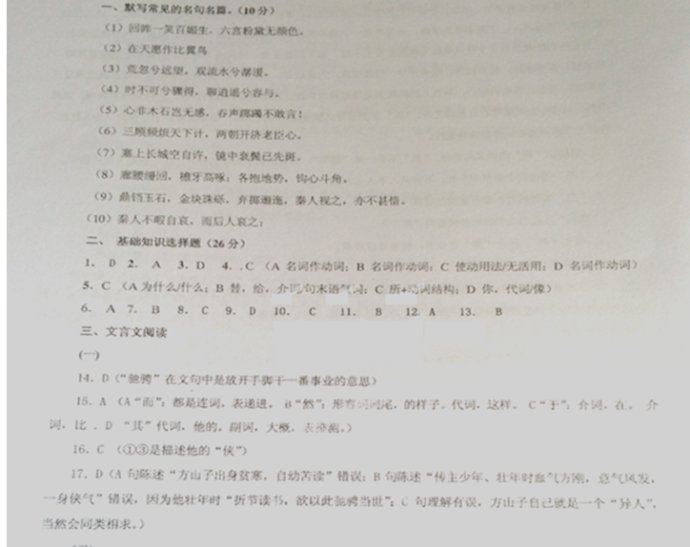 一、默写常见的名句名篇。(10分)
(1)回眸一笑百媚生,六宫粉黛无颜色。
(2)在天愿作比翼鸟
(3)荒忽兮远望,观流水兮潺湲。
(4)时不可兮骤得,聊逍遥兮容与。
(5)心非木石岂无感,吞声踯躅不敢言!
(6)三顾频烦天下计,两朝开济老臣心。
(7)塞上长城空自许,镜中衰鬓已先斑。
(8)廊腰缦回,檐牙高啄;各抱地势,钩心斗角。
(9)鼎铛玉石,金块珠砾,弃掷逦迤,秦人视之,亦不甚惜。
(10)秦人不暇自哀,而后人哀之;
二、 基础知识选择题(26分)
1. D 2. A 3. D 4. .C (A 名词作动词;B 名词作动词;C 使动用法/无活用;D 名词作动词)
5. C (A 为什么/什么;B 替,给,介词/句末语气词;C 所+动词结构;D 你,代词/像)
6. A 7. B 8. C 9. D 10. C 11. B 12. A 13. B
三、文言文阅读
(一)
14. D(“驰骋”在文句中是放开手脚干一番事业的意思)
15. A (A“而”:都是连词,表递进。 B“然”:形容词词尾,的样子。代词,这样。 C“于”:介词,在。 介
词,比 . D “其”代词,他的。副词,大概,表推测。)
16. C (①③是描述他的“侠”)
17. D(A 句陈述“方山子出身贫寒,自幼苦读”错误;B 句陈述“传主少年、壮年时血气方刚,意气风发,
一身侠气”错误,因为他壮年时“折节读书,欲以此驰骋当世”;C 句理解有误,方山子自己就是一个“异人”,
当然会同类相求。)